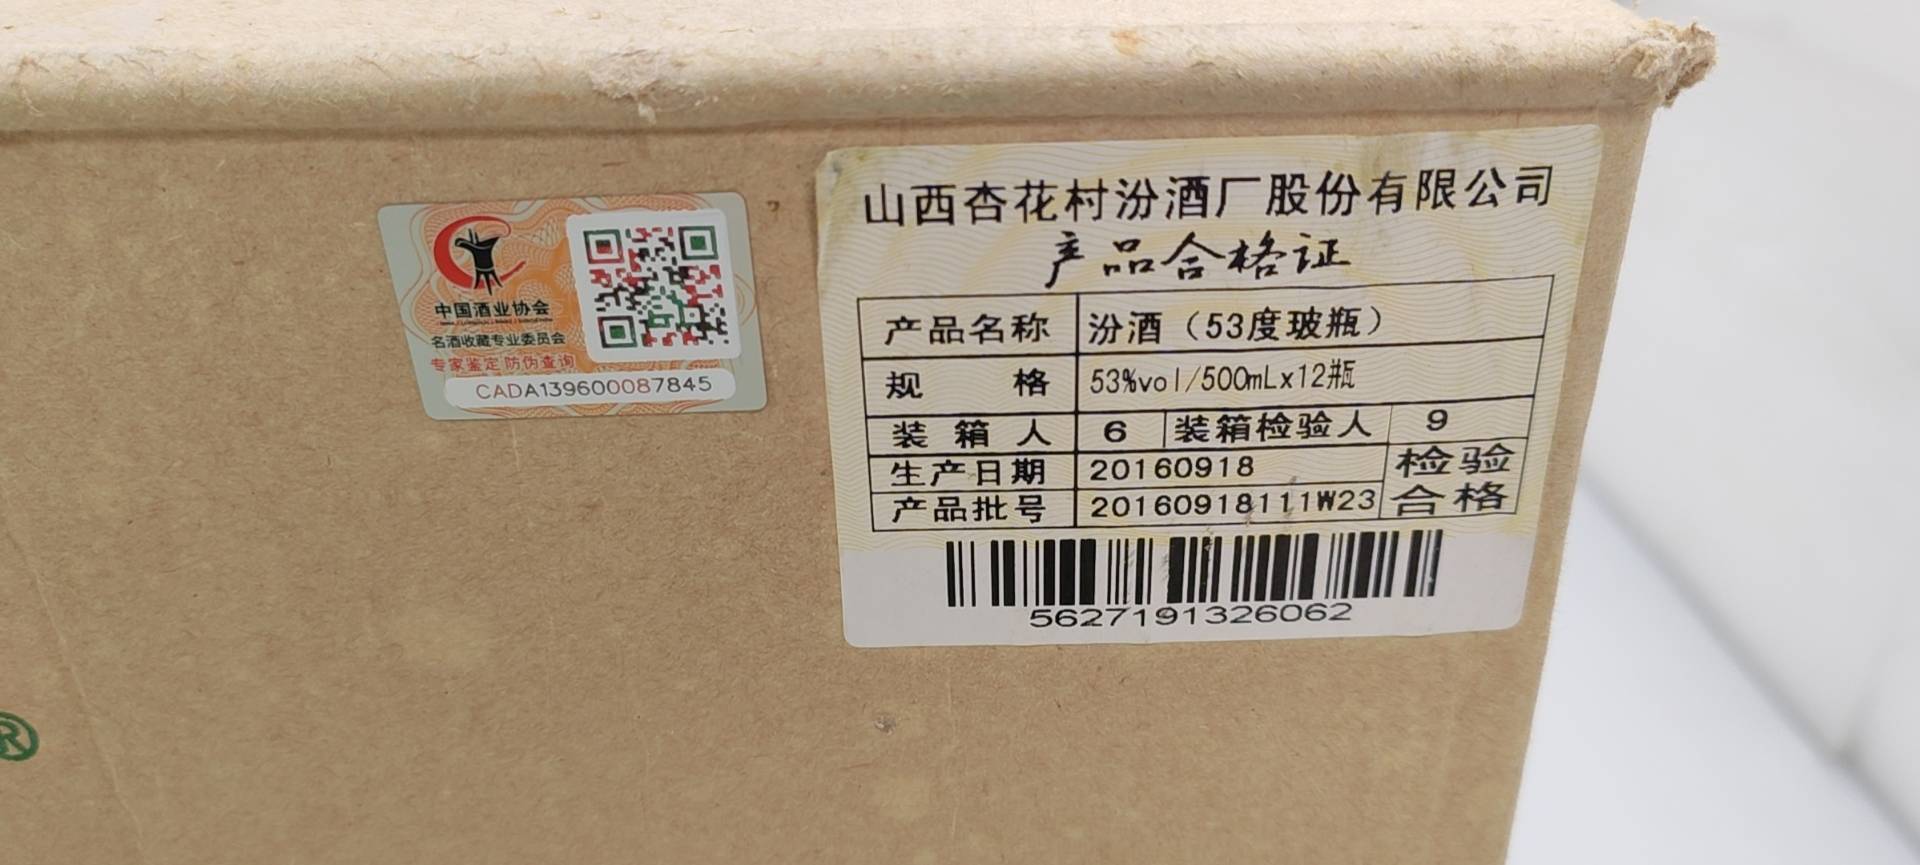 中国酒业协会
名酒收藏专业委员会
专家鉴定 防伪查询
CADA139600087845
山西杏花村汾酒厂股份有限公司
产品合格证
产品名称 汾酒（53度玻瓶）
规格 53%vol/500mLx12瓶
装箱人 6 装箱检验人 9
生产日期 20160918 检验
产品批号 20160918111W23 合格
5627191326062
®